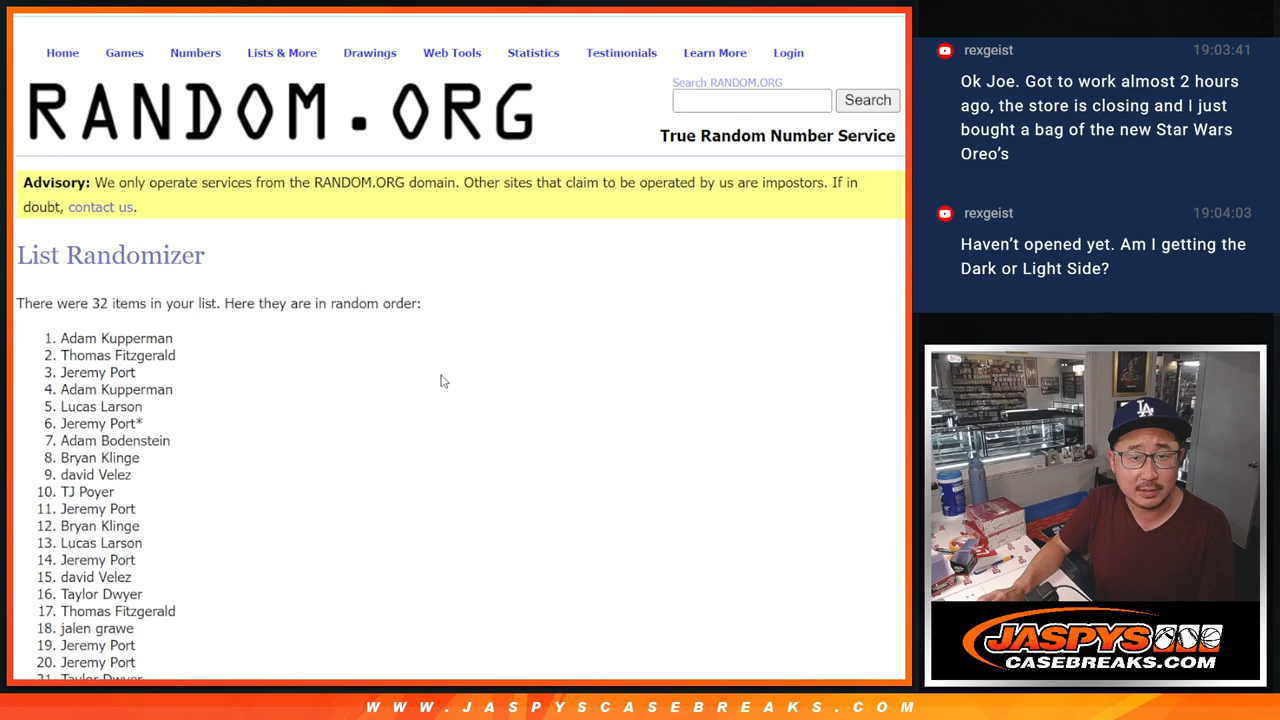 Home Games Numbers Lists & More Drawings Web Tools Statistics Testimonials Learn More Login
RANDOM.ORG
Search RANDOM.ORG
Search
True Random Number Service
Advisory: We only operate services from the RANDOM.ORG domain. Other sites that claim to be operated by us are impostors. If in
doubt, contact us.
List Randomizer
There were 32 items in your list. Here they are in random order:
1. Adam Kupperman
2. Thomas Fitzgerald
3. Jeremy Port
4. Adam Kupperman
5. Lucas Larson
6. Jeremy Port*
7. Adam Bodenstein
8. Bryan Klinge
9. david Velez
10. TJ Poyer
11. Jeremy Port
12. Bryan Klinge
13. Lucas Larson
14. Jeremy Port
15. david Velez
16. Taylor Dwyer
17. Thomas Fitzgerald
18. jalen grawe
19. Jeremy Port
20. Jeremy Port
21. Taylor Dwyer
rexgeist 19:03:41
Ok Joe. Got to work almost 2 hours
ago, the store is closing and I just
bought a bag of the new Star Wars
Oreo’s
rexgeist 19:04:03
Haven’t opened yet. Am I getting the
Dark or Light Side?
LA
JASPYS
CASEBREAKS.COM
WWW.JASPYSCASEBREAKS.COM